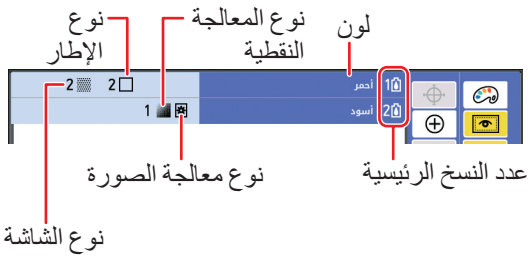 لون
نوع المعالجة
النقطية
نوع
الإطار
1 أحمر
2 2
2 أسود
1
عدد النسخ الرئيسية
نوع معالجة الصورة
نوع الشاشة